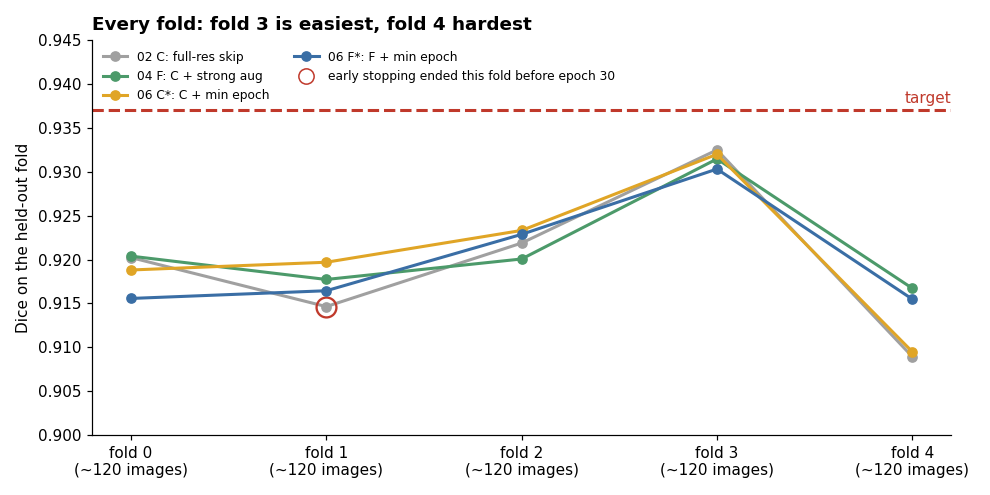 Every fold: fold 3 is easiest, fold 4 hardest
02 C: full-res skip
04 F: C + strong aug
06 C*: C + min epoch
06 F*: F + min epoch
early stopping ended this fold before epoch 30
target
Dice on the held-out fold
0.945
0.940
0.935
0.930
0.925
0.920
0.915
0.910
0.905
0.900
fold 0
(~120 images)
fold 1
(~120 images)
fold 2
(~120 images)
fold 3
(~120 images)
fold 4
(~120 images)